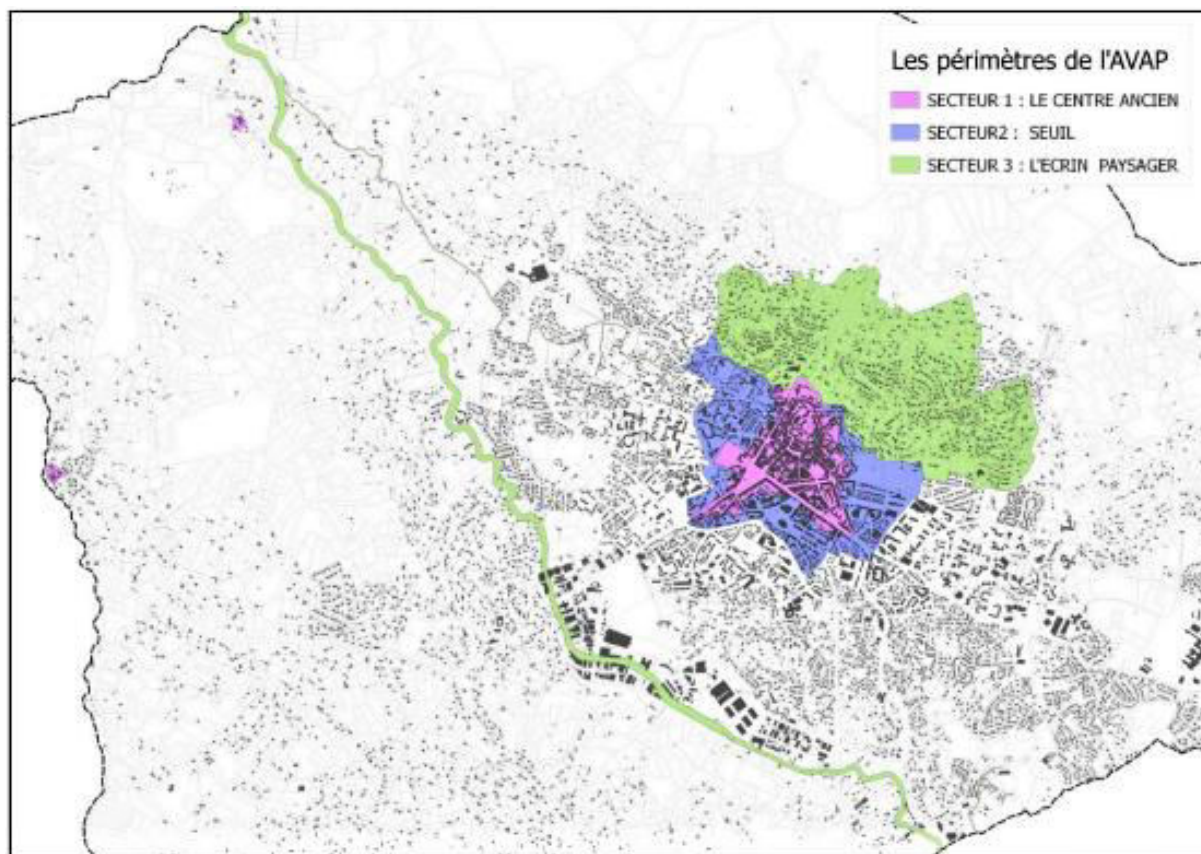 Les périmètres de l'AVAP
SECTEUR 1 : LE CENTRE ANCIEN
SECTEUR2 : SEUIL
SECTEUR 3 : L'ECRIN PAYSAGER